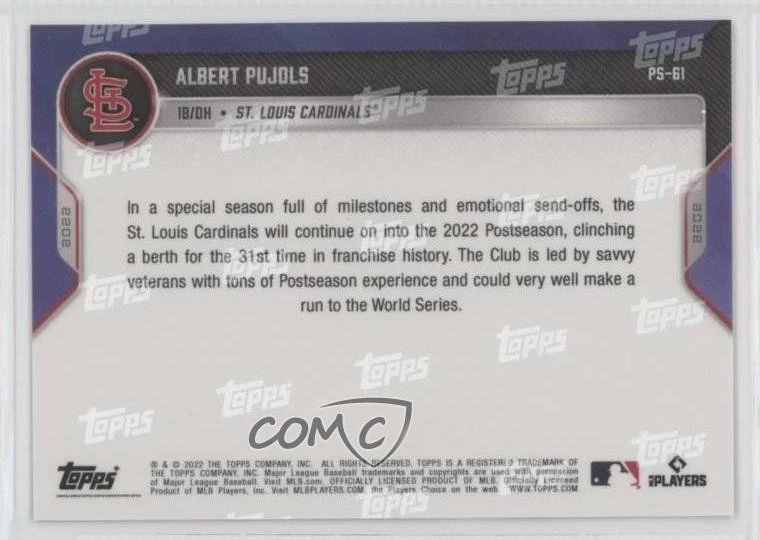 ALBERT PUJOLS
PS-61
1B/DH • ST. LOUIS CARDINALS
2022
2022
In a special season full of milestones and emotional send-offs, the
St. Louis Cardinals will continue on into the 2022 Postseason, clinching
a berth for the 31st time in franchise history. The Club is led by savvy
veterans with tons of Postseason experience and could very well make a
run to the World Series.
COMC
Topps
® & © 2022 THE TOPPS COMPANY, INC. ALL RIGHTS RESERVED. TOPPS IS A REGISTERED TRADEMARK OF
THE TOPPS COMPANY, INC. Major League Baseball trademarks and copyrights are used with permission
of Major League Baseball. Visit MLB.com. OFFICIALLY LICENSED PRODUCT OF MLB. Officially Licensed
Product of MLB Players, Inc. Visit MLBPLAYERS.COM, the Players Choice on the web. WWW.TOPPS.COM
PLAYERS